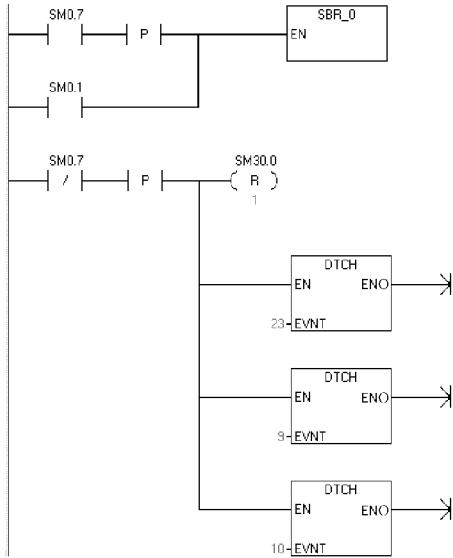 SM0.7
P
SBR_0
EN
SM0.1
SM0.7
/
P
SM30.0
R
1
DTCH
EN ENO
23 EVNT
DTCH
EN ENO
9 EVNT
DTCH
EN ENO
10 EVNT